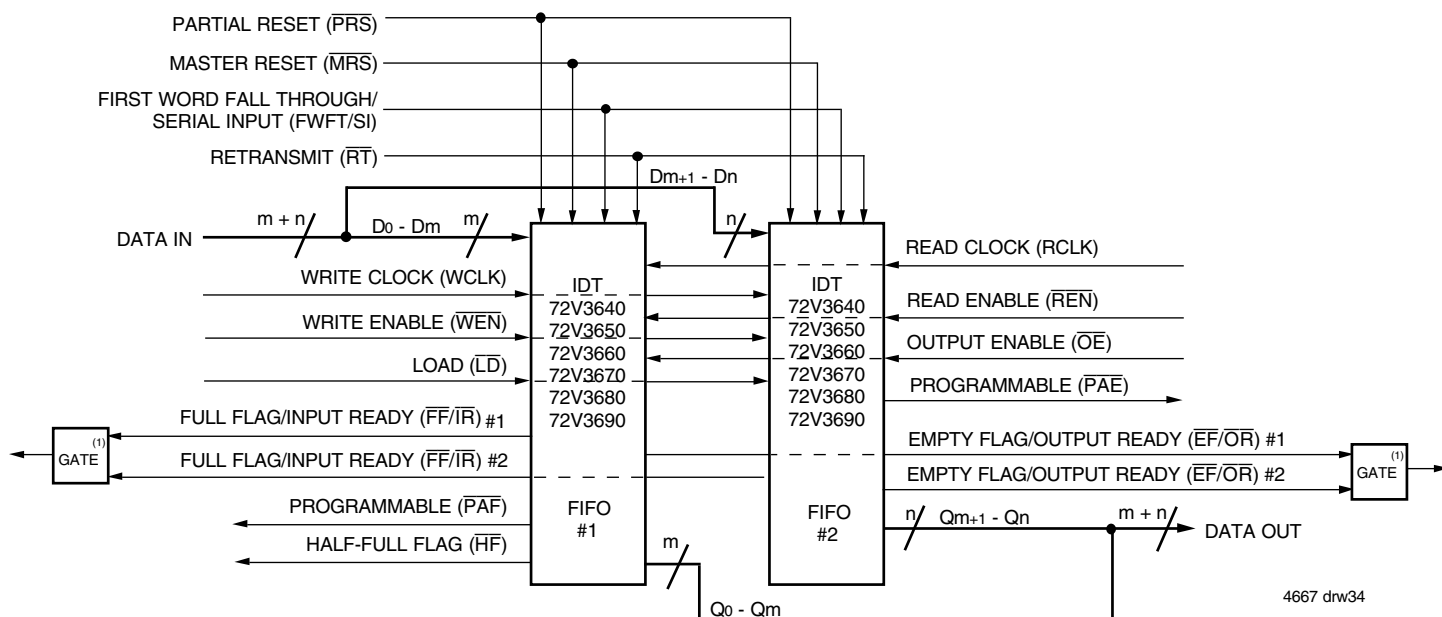 PARTIAL RESET (PRS)
MASTER RESET (MRS)
FIRST WORD FALL THROUGH/
SERIAL INPUT (FWFT/SI)
RETRANSMIT (RT)
Dm+1 - Dn
m + n
D0 - Dm
m
n
DATA IN
READ CLOCK (RCLK)
WRITE CLOCK (WCLK)
READ ENABLE (REN)
WRITE ENABLE (WEN)
OUTPUT ENABLE (OE)
LOAD (LD)
PROGRAMMABLE (PAE)
IDT
72V3640
72V3650
72V3660
72V3670
72V3680
72V3690
IDT
72V3640
72V3650
72V3660
72V3670
72V3680
72V3690
FULL FLAG/INPUT READY (FF/IR) #1
FULL FLAG/INPUT READY (FF/IR) #2
(1)
GATE
EMPTY FLAG/OUTPUT READY (EF/OR) #1
EMPTY FLAG/OUTPUT READY (EF/OR) #2
(1)
GATE
PROGRAMMABLE (PAF)
HALF-FULL FLAG (HF)
FIFO
#1
FIFO
#2
m
Q0 - Qm
n
Qm+1 - Qn
m + n
DATA OUT
4667 drw34